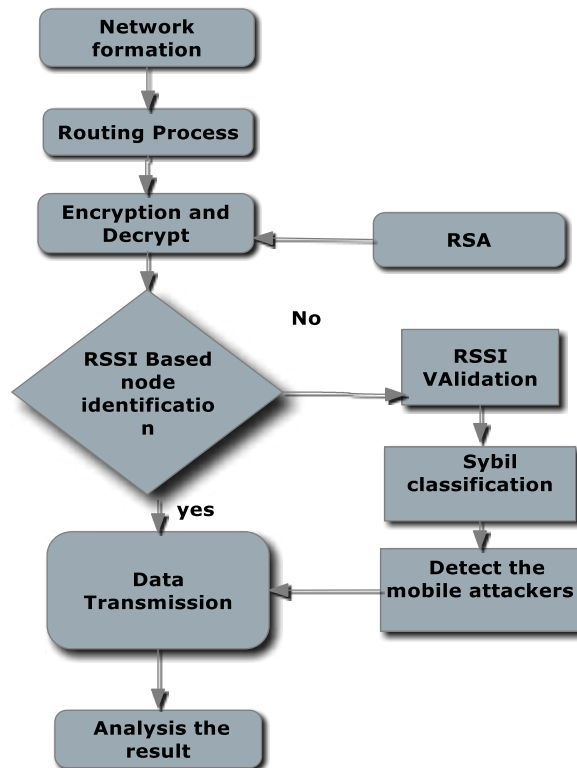 Network
formation
Routing Process
Encryption and
Decrypt
RSA
No
RSSI Based
node
identificatio
n
RSSI
VAlidation
Sybil
classification
yes
Detect the
mobile attackers
Data
Transmission
Analysis the
result